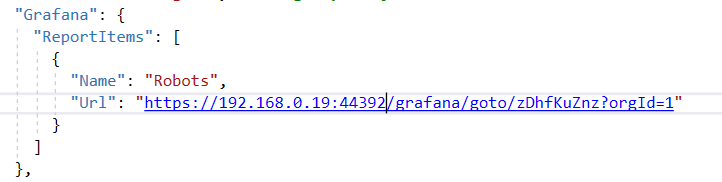 "Grafana": {
"ReportItems": [
{
"Name": "Robots",
"Url": "https://192.168.0.19:44392/grafana/goto/zDhfKuZnz?orgId=1"
}
]
},